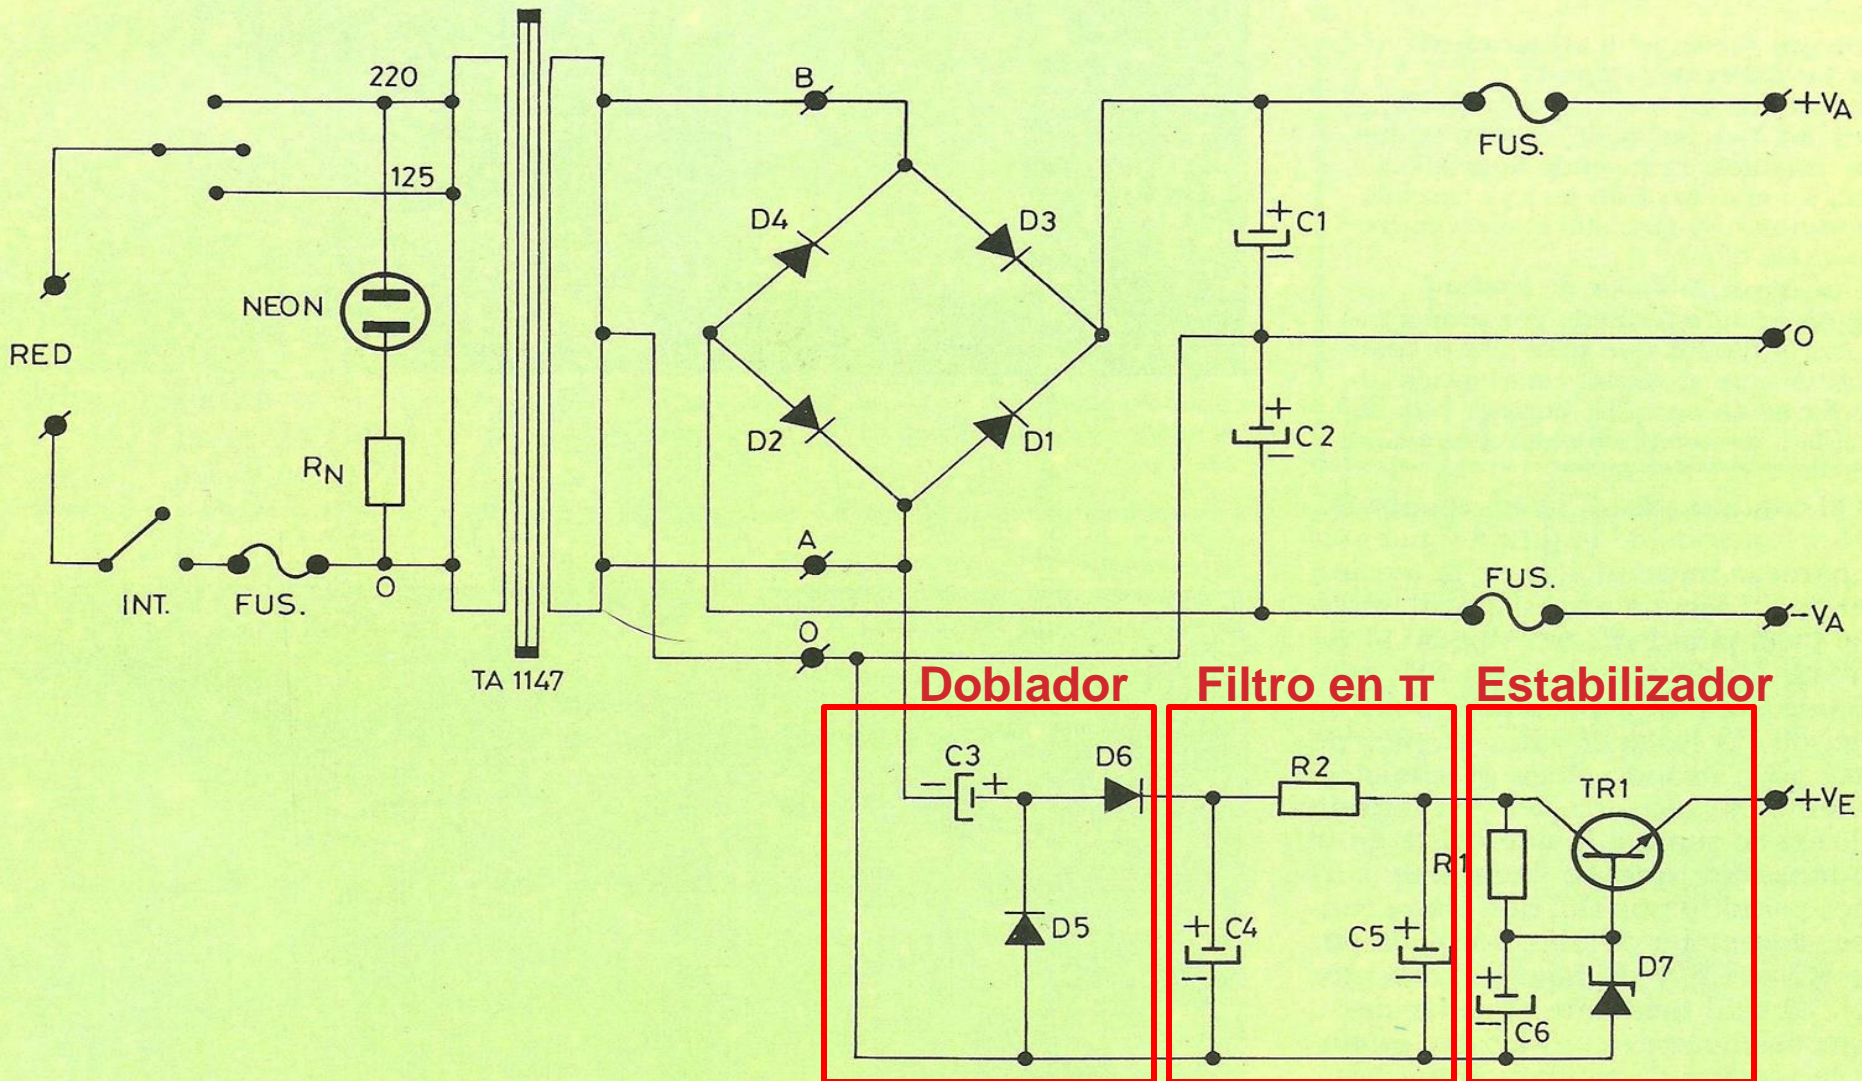 220
B
+VA
FUS.
125
D4
D3
+
C1
−
NEON
RED
O
D2
D1
+
C2
−
RN
A
INT.
FUS.
O
FUS.
−VA
O
TA 1147
Doblador
Filtro en π
Estabilizador
C3
− +
D6
R2
TR1
+VE
R1
D5
+
C4
−
C5
+
−
D7
+
−
C6